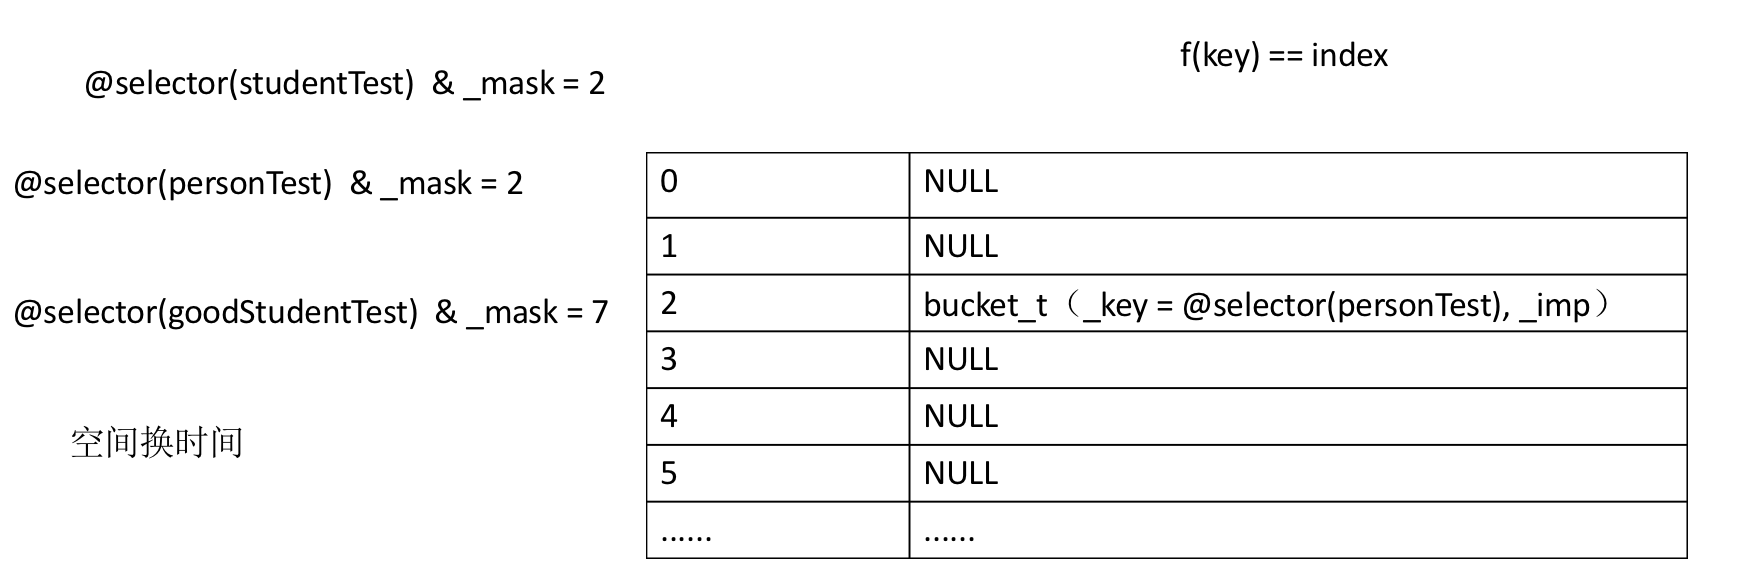 f(key) == index
@selector(studentTest) & _mask = 2
@selector(personTest) & _mask = 2
@selector(goodStudentTest) & _mask = 7
空间换时间
0 NULL
1 NULL
2 bucket_t（_key = @selector(personTest), _imp）
3 NULL
4 NULL
5 NULL
...... ......